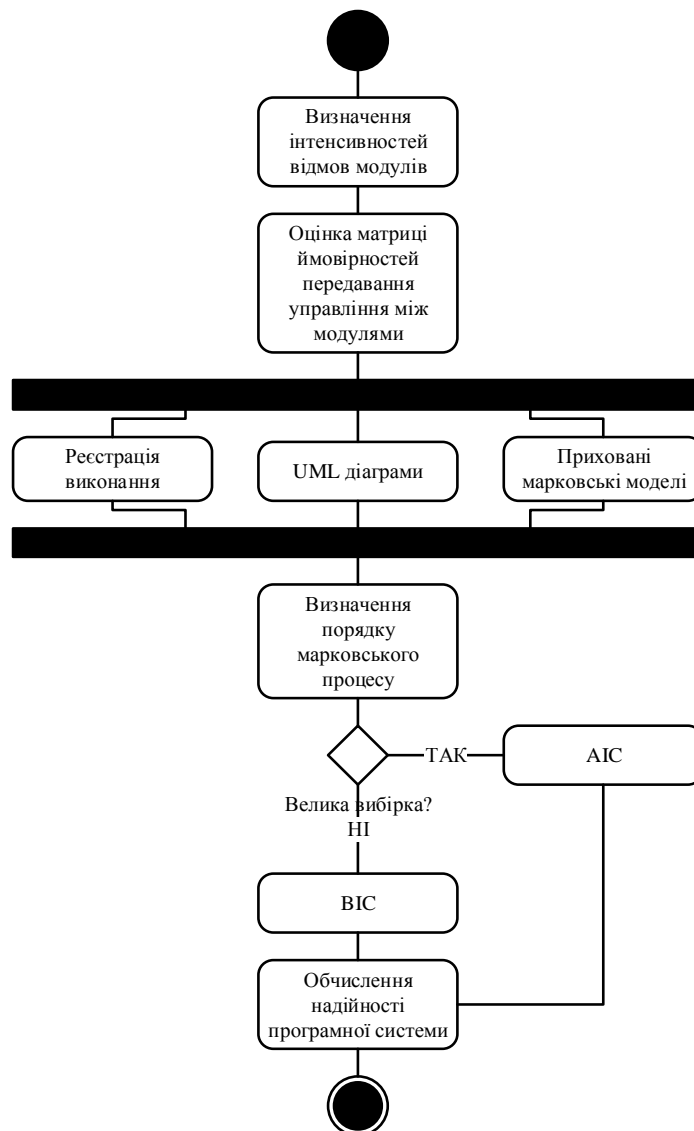 Визначення
інтенсивностей
відмов модулів
Оцінка матриці
ймовірностей
передавання
управління між
модулями
Реєстрація
виконання
UML діаграми
Приховані
марковські моделі
Визначення
порядку
марковського
процесу
ТАК
AIC
Велика вибірка?
НІ
BIC
Обчислення
надійності
програмної системи